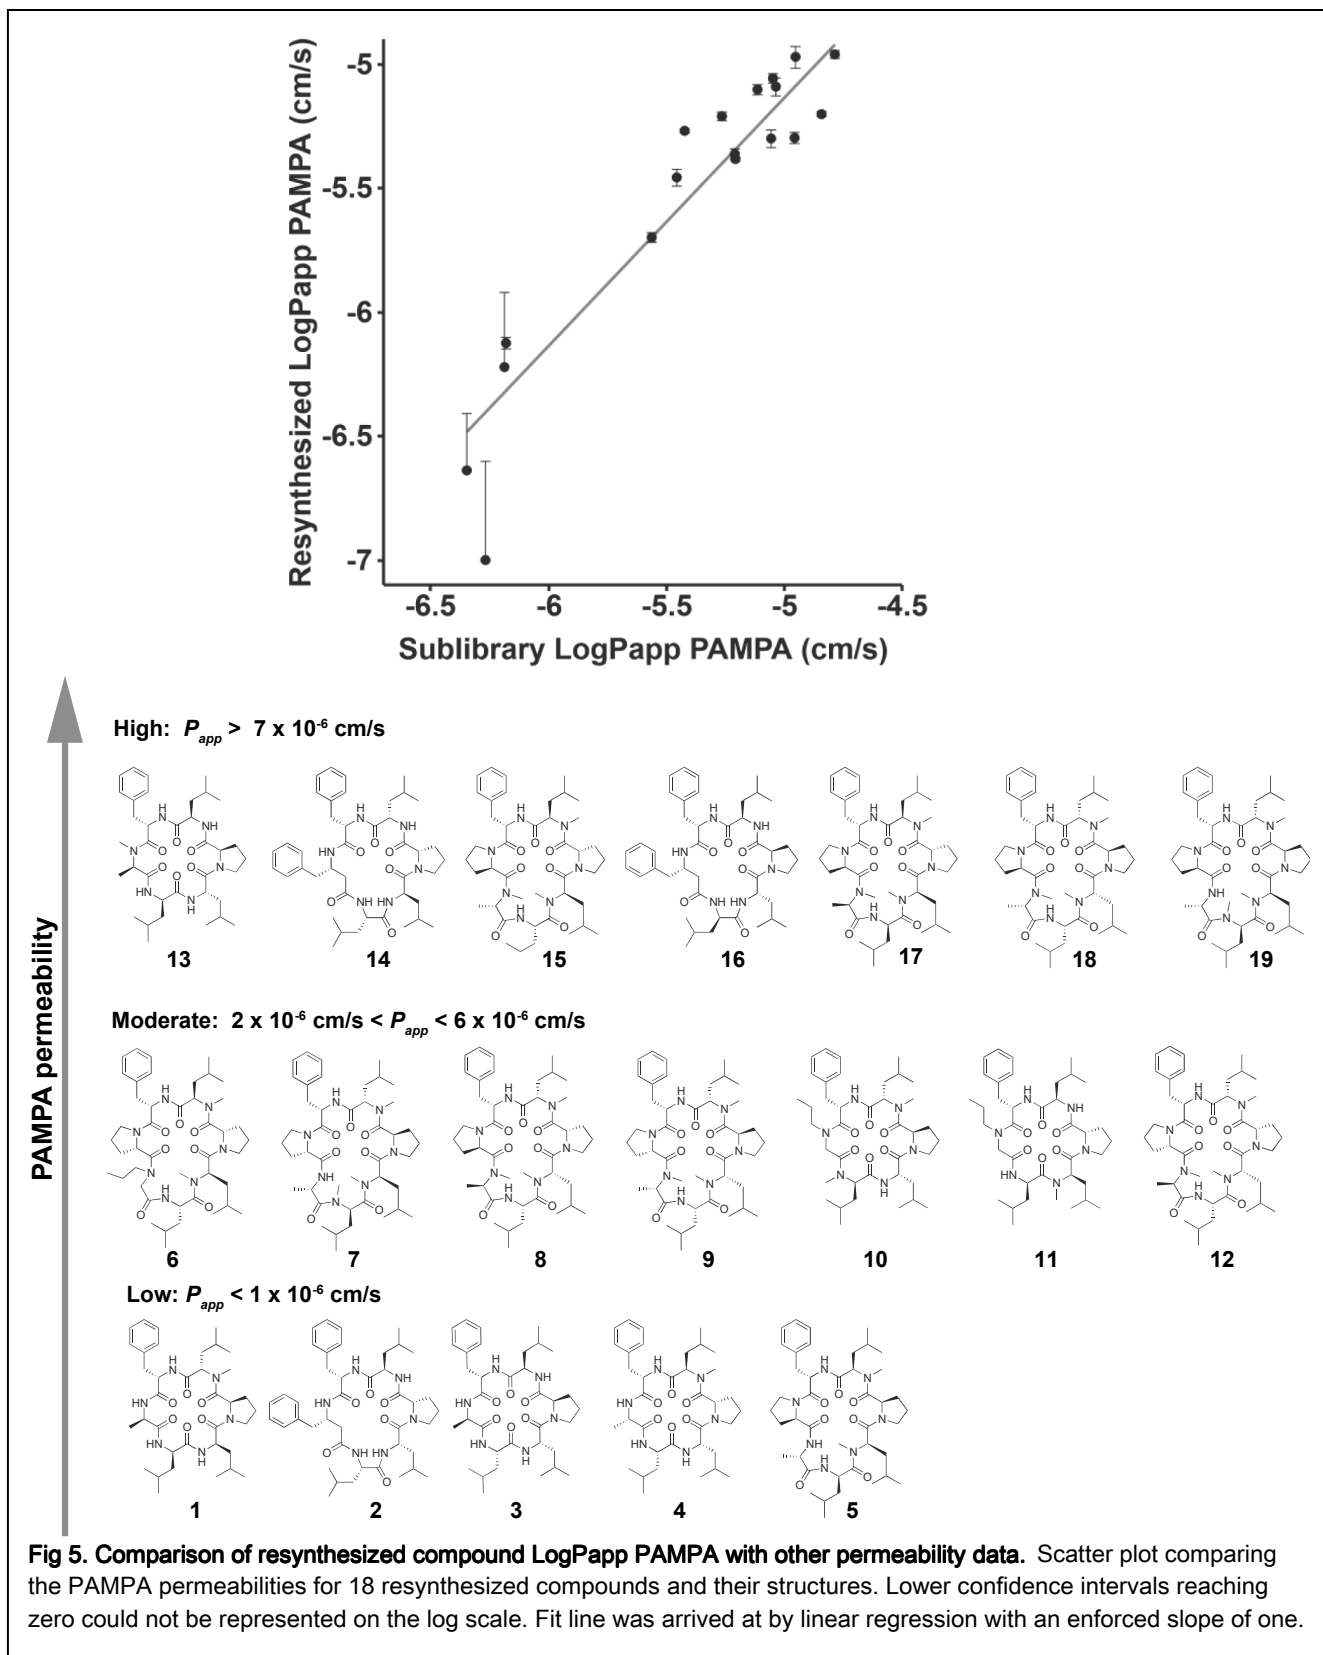 Resynthesized LogPapp PAMPA (cm/s)
-5
-5.5
-6
-6.5
-7
-6.5 -6 -5.5 -5 -4.5
Sublibrary LogPapp PAMPA (cm/s)
PAMPA permeability
High: Papp > 7 x 10-6 cm/s
13 14 15 16 17 18 19
Moderate: 2 x 10-6 cm/s < Papp < 6 x 10-6 cm/s
6 7 8 9 10 11 12
Low: Papp < 1 x 10-6 cm/s
1 2 3 4 5
Fig 5. Comparison of resynthesized compound LogPapp PAMPA with other permeability data. Scatter plot comparing
the PAMPA permeabilities for 18 resynthesized compounds and their structures. Lower confidence intervals reaching
zero could not be represented on the log scale. Fit line was arrived at by linear regression with an enforced slope of one.